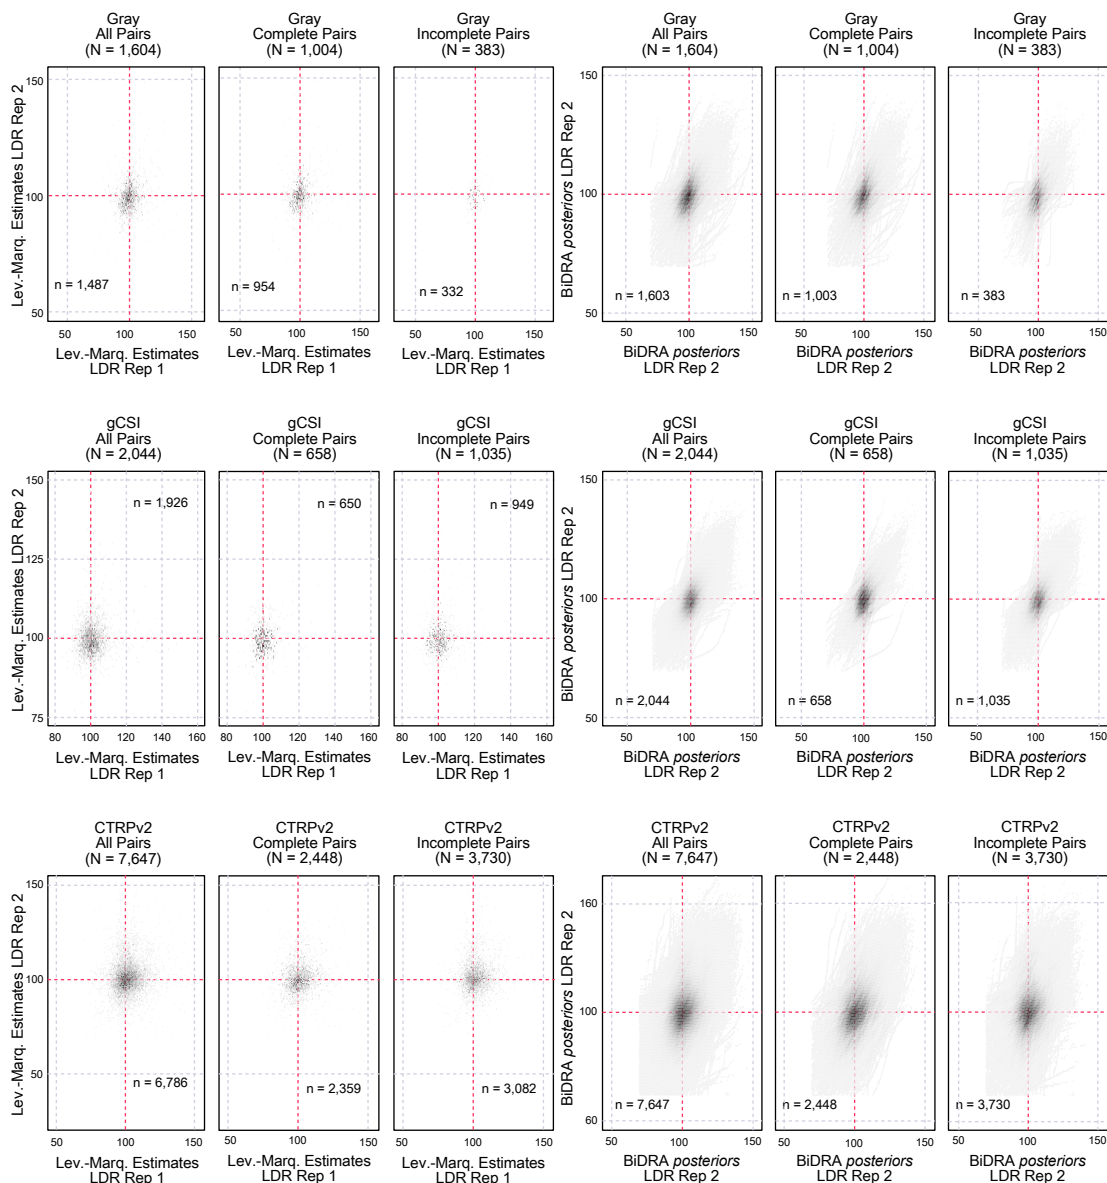 Gray
All Pairs
(N = 1,604)
Gray
Complete Pairs
(N = 1,004)
Gray
Incomplete Pairs
(N = 383)
Gray
All Pairs
(N = 1,604)
Gray
Complete Pairs
(N = 1,004)
Gray
Incomplete Pairs
(N = 383)
Lev.-Marq. Estimates LDR Rep 2
150
100
50
n = 1,487
n = 954
n = 332
50 100 150
50 100 150
50 100 150
Lev.-Marq. Estimates
LDR Rep 1
Lev.-Marq. Estimates
LDR Rep 1
Lev.-Marq. Estimates
LDR Rep 1
BiDRA posteriors LDR Rep 2
150
100
50
n = 1,603
n = 1,003
n = 383
50 100 150
50 100 150
50 100 150
BiDRA posteriors
LDR Rep 2
BiDRA posteriors
LDR Rep 2
BiDRA posteriors
LDR Rep 2
gCSI
All Pairs
(N = 2,044)
gCSI
Complete Pairs
(N = 658)
gCSI
Incomplete Pairs
(N = 1,035)
gCSI
All Pairs
(N = 2,044)
gCSI
Complete Pairs
(N = 658)
gCSI
Incomplete Pairs
(N = 1,035)
Lev.-Marq. Estimates LDR Rep 2
150
125
100
75
n = 1,926
n = 650
n = 949
80 100 120 140 160
80 100 120 140 160
80 100 120 140 160
Lev.-Marq. Estimates
LDR Rep 1
Lev.-Marq. Estimates
LDR Rep 1
Lev.-Marq. Estimates
LDR Rep 1
BiDRA posteriors LDR Rep 2
150
100
50
n = 2,044
n = 658
n = 1,035
50 100 150
50 100 150
50 100 150
BiDRA posteriors
LDR Rep 2
BiDRA posteriors
LDR Rep 2
BiDRA posteriors
LDR Rep 2
CTRPv2
All Pairs
(N = 7,647)
CTRPv2
Complete Pairs
(N = 2,448)
CTRPv2
Incomplete Pairs
(N = 3,730)
CTRPv2
All Pairs
(N = 7,647)
CTRPv2
Complete Pairs
(N = 2,448)
CTRPv2
Incomplete Pairs
(N = 3,730)
Lev.-Marq. Estimates LDR Rep 2
150
100
50
n = 6,786
n = 2,359
n = 3,082
50 100 150
50 100 150
50 100 150
Lev.-Marq. Estimates
LDR Rep 1
Lev.-Marq. Estimates
LDR Rep 1
Lev.-Marq. Estimates
LDR Rep 1
BiDRA posteriors LDR Rep 2
160
100
60
n = 7,647
n = 2,448
n = 3,730
50 100 150
50 100 150
50 100 150
BiDRA posteriors
LDR Rep 2
BiDRA posteriors
LDR Rep 2
BiDRA posteriors
LDR Rep 2